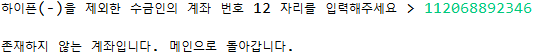 하이픈(-)을 제외한 수금인의 계좌 번호 12 자리를 입력해주세요 > 112068892346
존재하지 않는 계좌입니다. 메인으로 돌아갑니다.